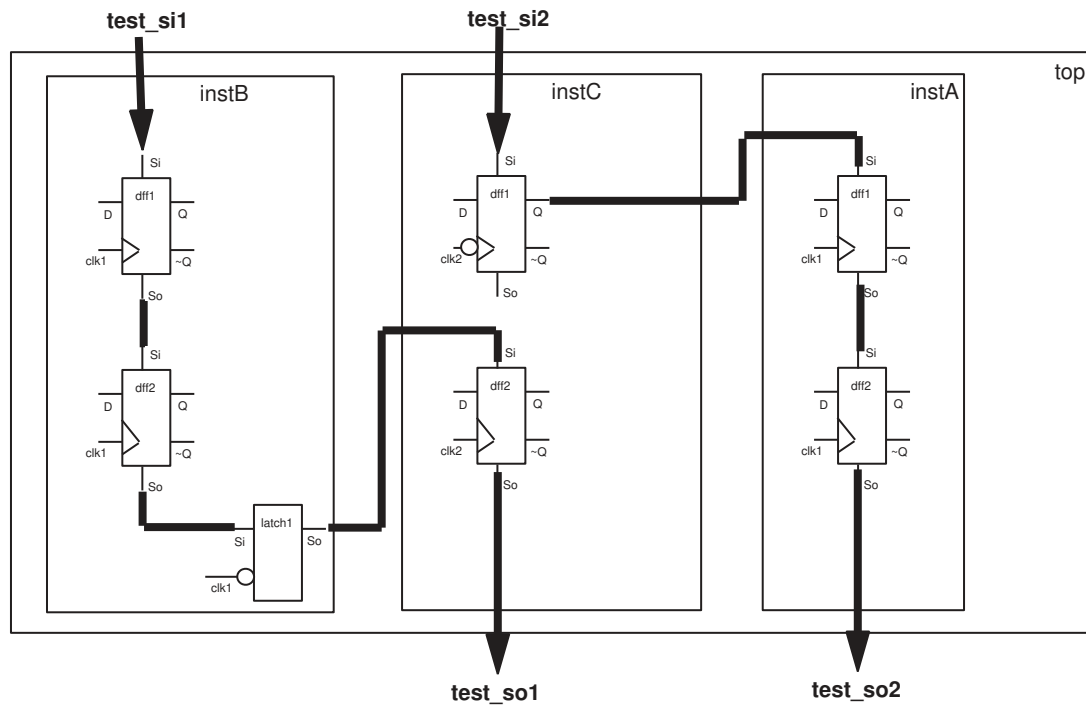 test_si1
test_si2
top
instB
instC
instA
Si
dff1
D
Q
clk1
~Q
So
Si
dff2
D
Q
clk1
~Q
So
Si
latch1
So
clk1
Si
dff1
D
Q
clk2
~Q
So
Si
dff2
D
Q
clk2
~Q
So
Si
dff1
D
Q
clk1
~Q
So
Si
dff2
D
Q
clk1
~Q
So
test_so1
test_so2